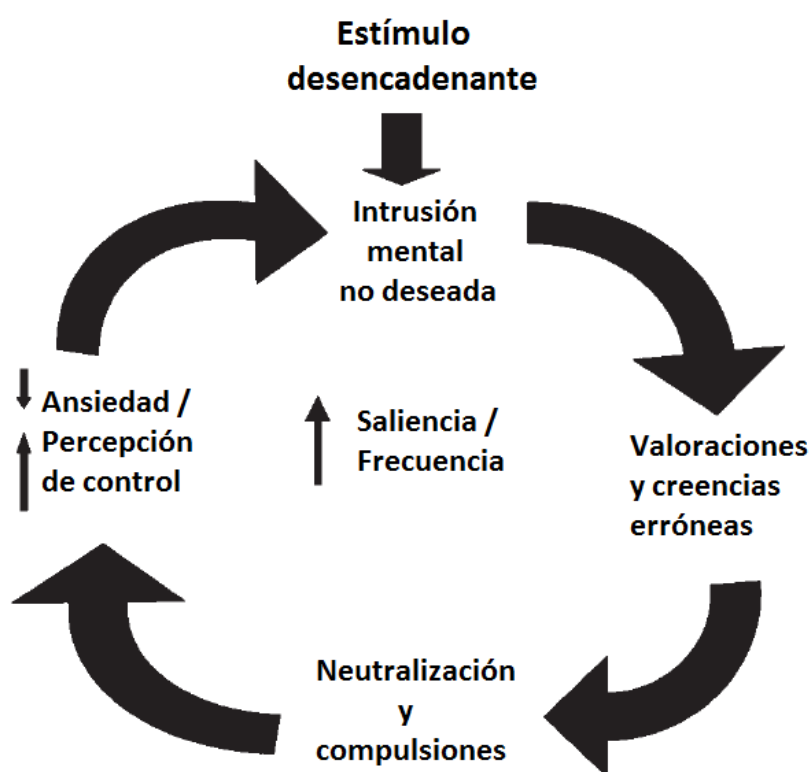 Estímulo
desencadenante
Intrusión
mental
no deseada
Valoraciones
y creencias
erróneas
Neutralización
y
compulsiones
Ansiedad /
Percepción
de control
Saliencia /
Frecuencia